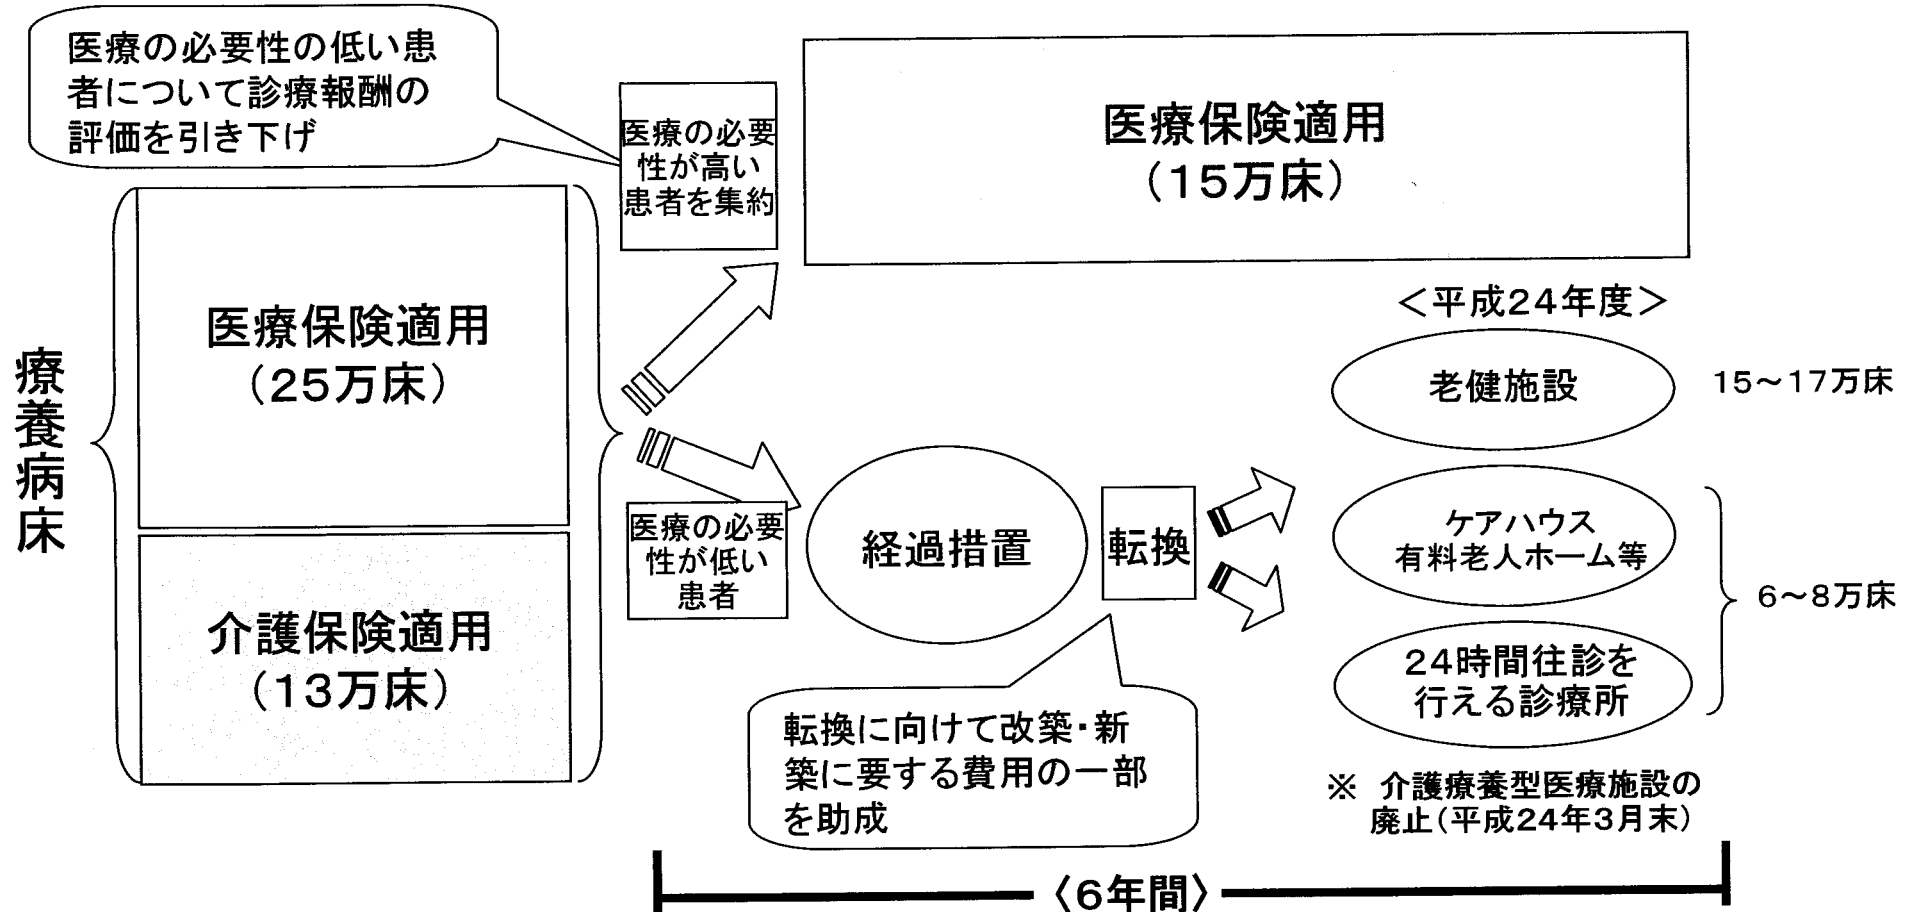 医療の必要性の低い患
者について診療報酬の
評価を引き下げ
療養病床
医療保険適用
(25万床)
介護保険適用
(13万床)
医療の必要
性が高い
患者を集約
医療保険適用
(15万床)
医療の必要
性が低い
患者
経過措置
転換
転換に向けて改築・新
築に要する費用の一部
を助成
＜平成24年度＞
老健施設
15～17万床
ケアハウス
有料老人ホーム等
24時間往診を
行える診療所
6～8万床
※ 介護療養型医療施設の
廃止(平成24年3月末)
〈6年間〉